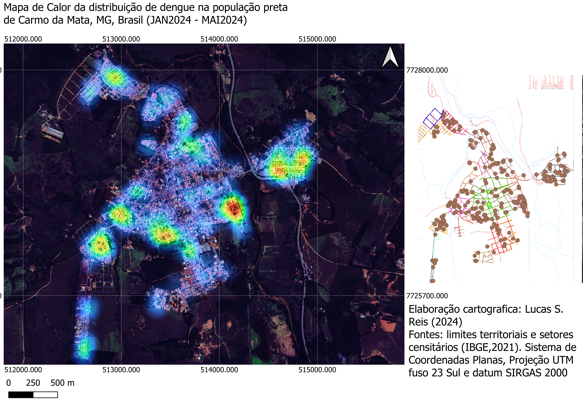 Mapa de Calor da distribuição de dengue na população preta
de Carmo da Mata, MG, Brasil (JAN2024 - MAI2024)
512000.000 513000.000 514000.000 515000.000
7728000.000
7725700.000
512000.000 513000.000 514000.000 515000.000
0 250 500 m
Elaboração cartografica: Lucas S.
Reis (2024)
Fontes: limites territoriais e setores
censitários (IBGE,2021). Sistema de
Coordenadas Planas, Projeção UTM
fuso 23 Sul e datum SIRGAS 2000